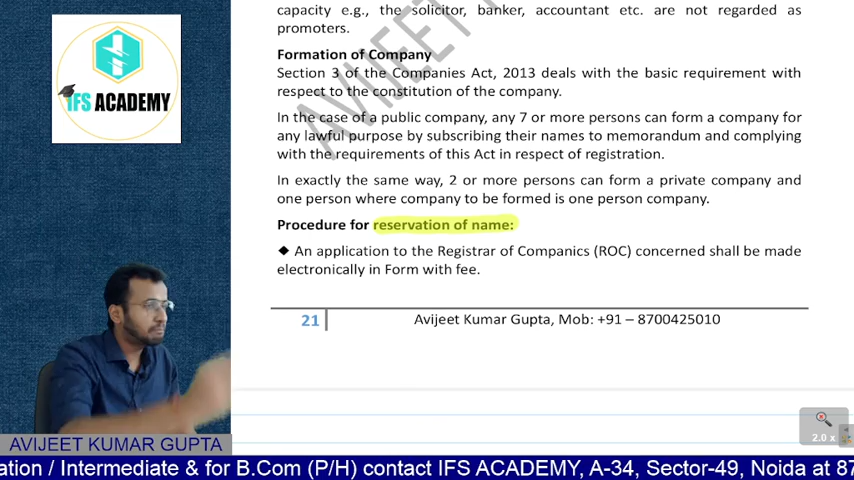 capacity e.g., the solicitor, banker, accountant etc. are not regarded as
promoters.
Formation of Company
Section 3 of the Companies Act, 2013 deals with the basic requirement with
respect to the constitution of the company.
In the case of a public company, any 7 or more persons can form a company for
any lawful purpose by subscribing their names to memorandum and complying
with the requirements of this Act in respect of registration.
In exactly the same way, 2 or more persons can form a private company and
one person where company to be formed is one person company.
Procedure for reservation of name:
◆ An application to the Registrar of Companics (ROC) concerned shall be made
electronically in Form with fee.
21
Avijeet Kumar Gupta, Mob: +91 – 8700425010
AVIJEET
IFS ACADEMY
2.0 x
AVIJEET KUMAR GUPTA
ation / Intermediate & for B.Com (P/H) contact IFS ACADEMY, A-34, Sector-49, Noida at 87